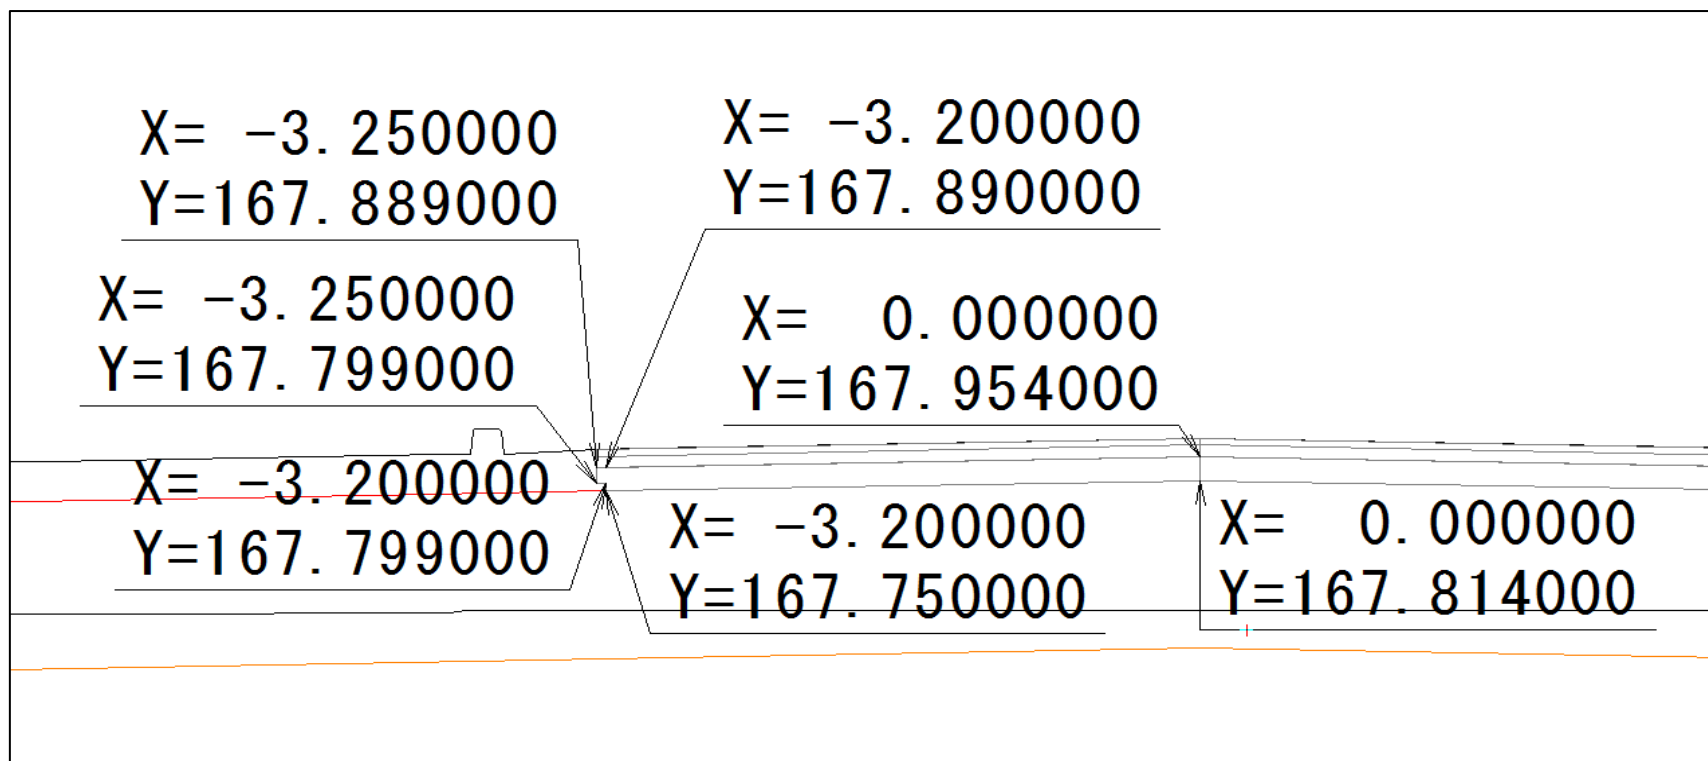 X= -3.250000
Y=167.889000
X= -3.200000
Y=167.890000
X= -3.250000
Y=167.799000
X=  0.000000
Y=167.954000
X= -3.200000
Y=167.799000
X= -3.200000
Y=167.750000
X=  0.000000
Y=167.814000